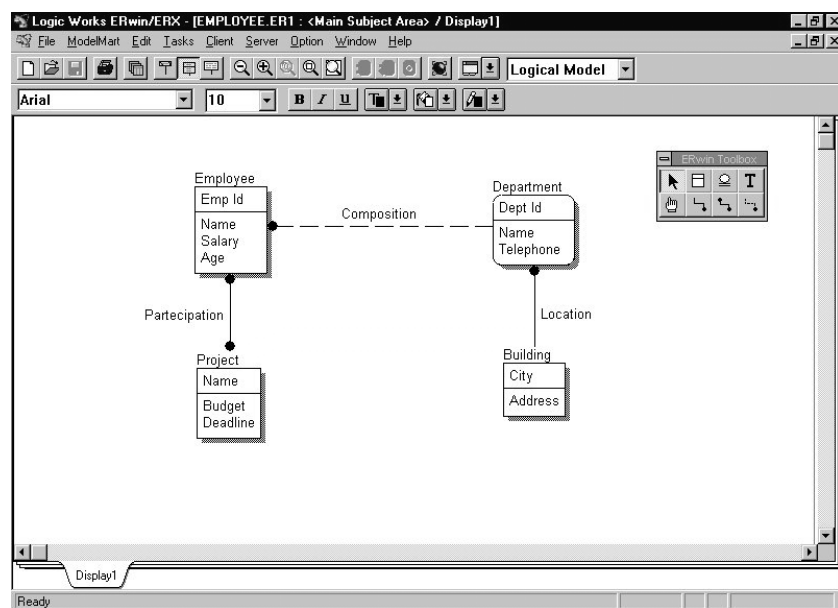 Logic Works ERwin/ERX - [EMPLOYEE.ER1 : <Main Subject Area> / Display1]
File ModelMart Edit Tasks Client Server Option Window Help
Logical Model
Arial 10 B I U T
ERwin Toolbox
T
Employee
Emp Id
Name
Salary
Age
Composition
Department
Dept Id
Name
Telephone
Partecipation
Location
Project
Name
Budget
Deadline
Building
City
Address
Display1
Ready